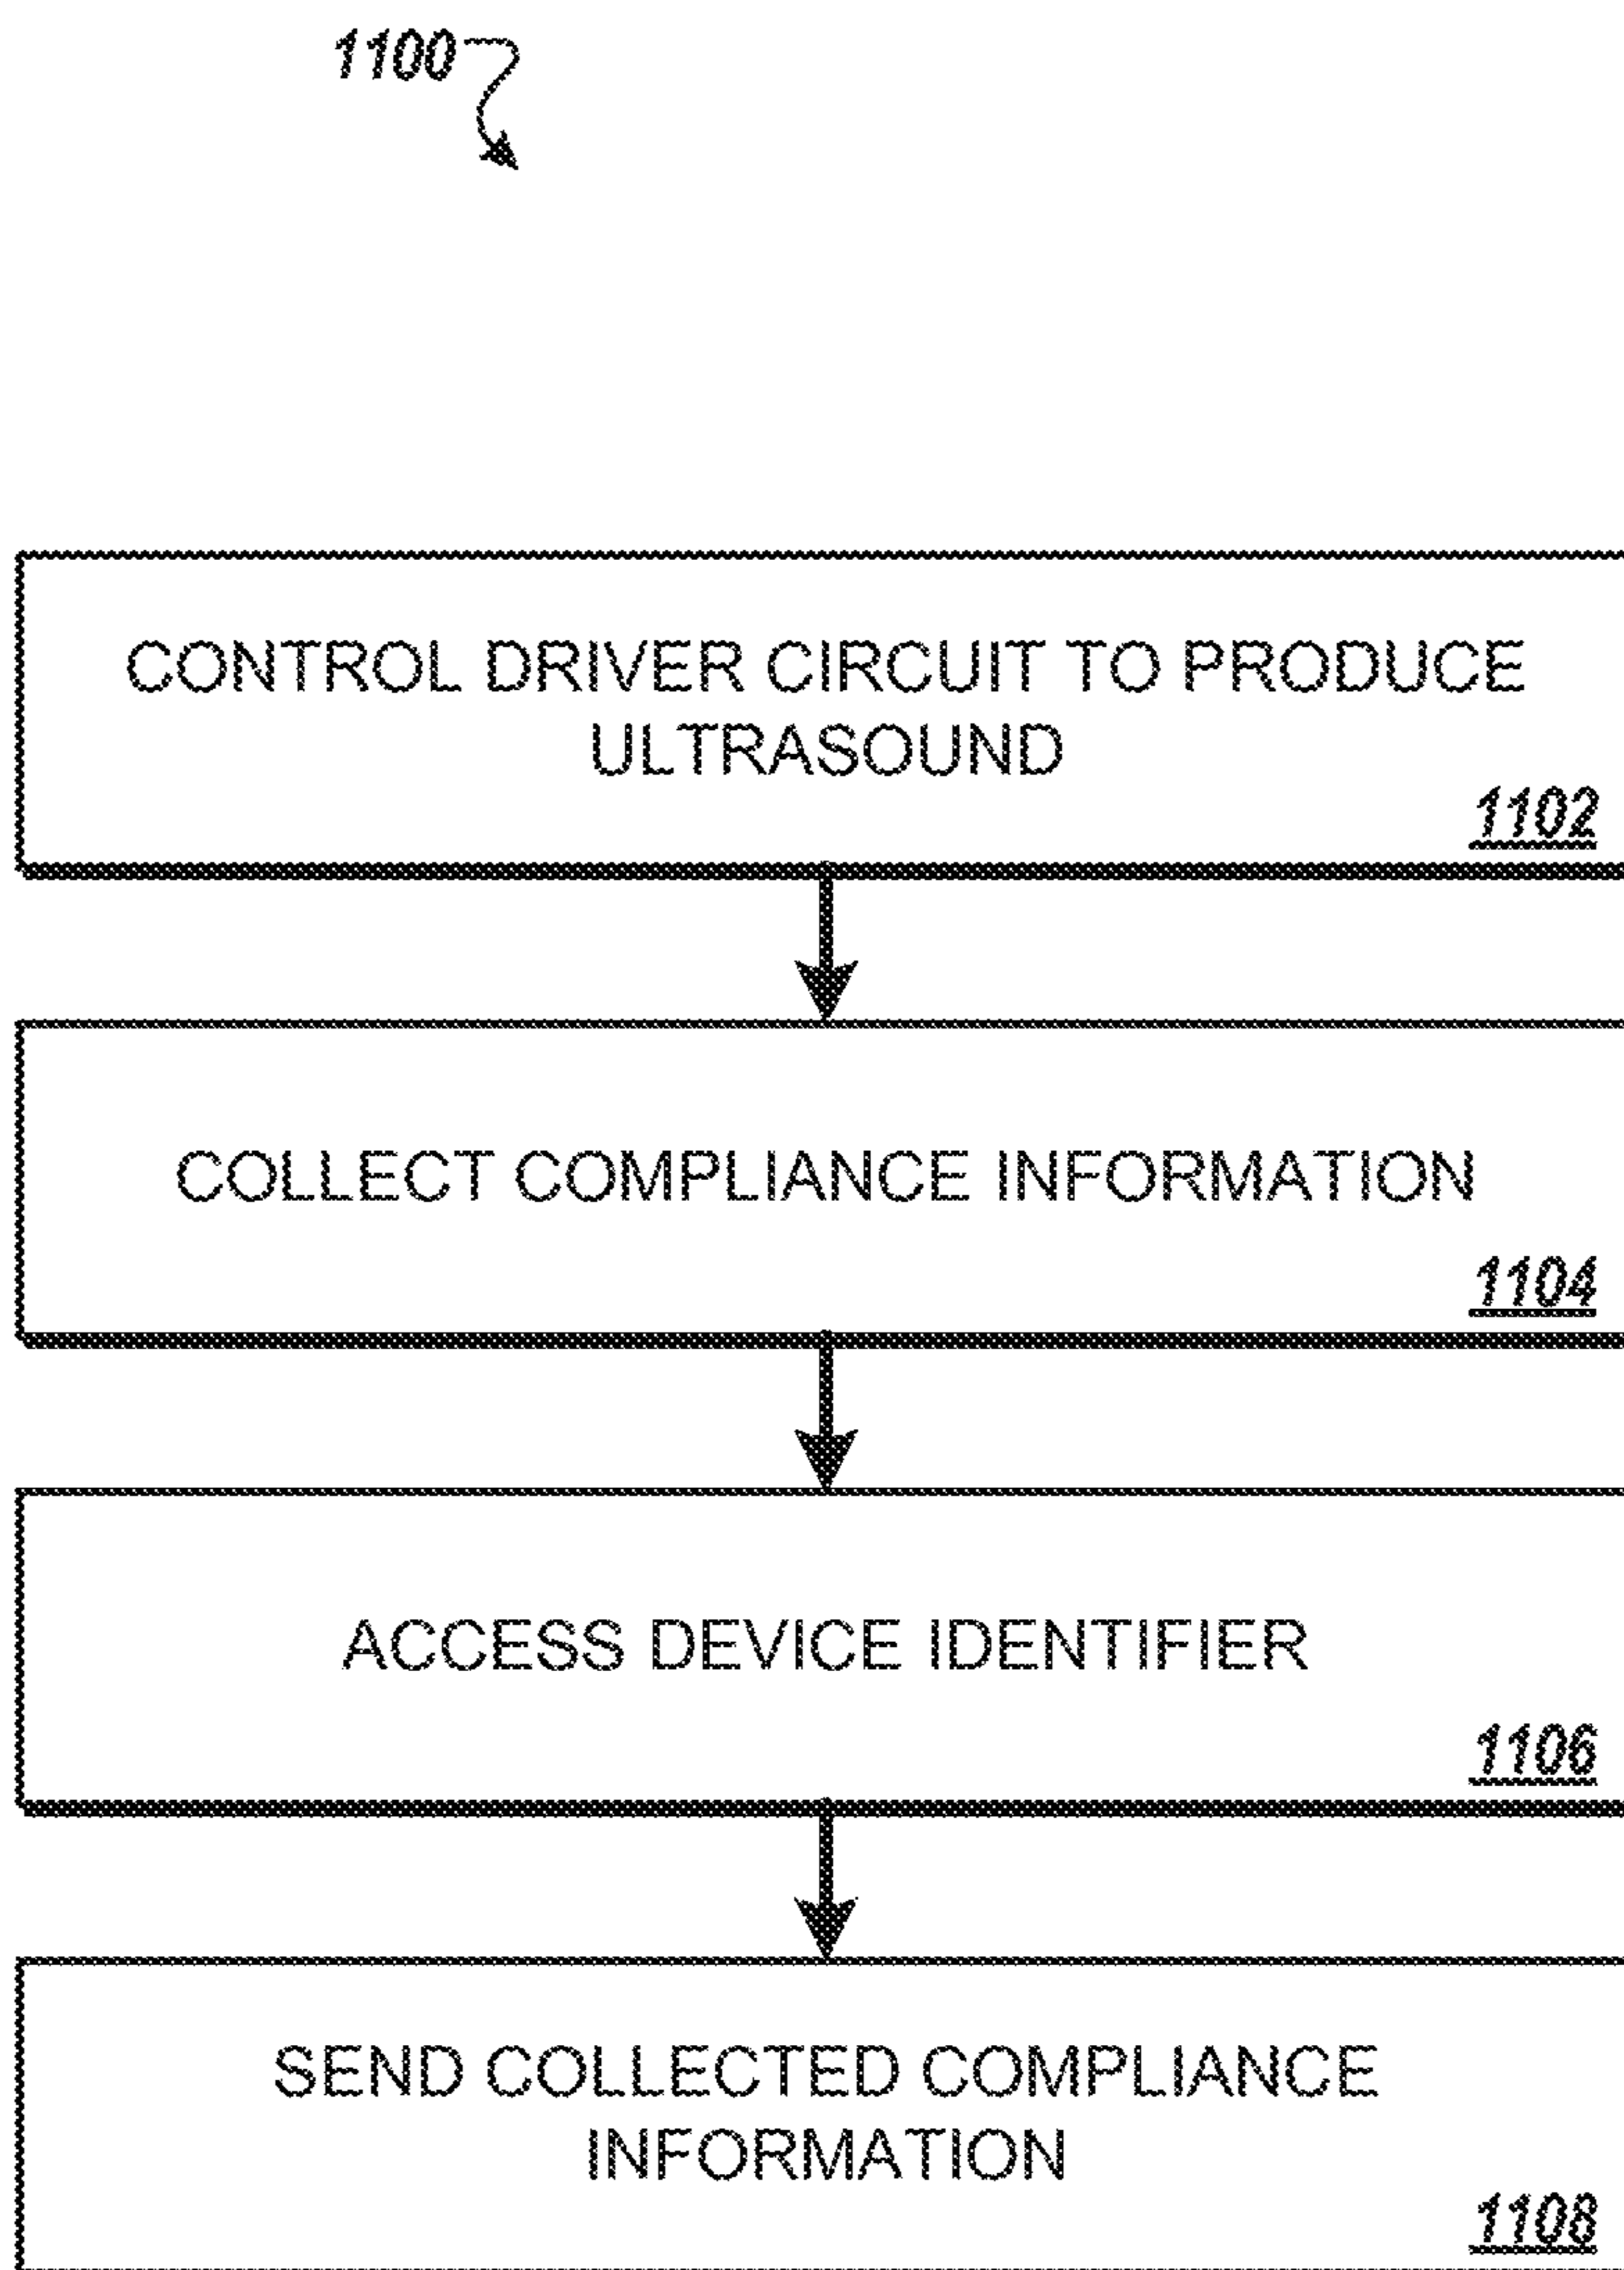 1100
CONTROL DRIVER CIRCUIT TO PRODUCE
ULTRASOUND
1102
COLLECT COMPLIANCE INFORMATION
1104
ACCESS DEVICE IDENTIFIER
1106
SEND COLLECTED COMPLIANCE
INFORMATION
1108